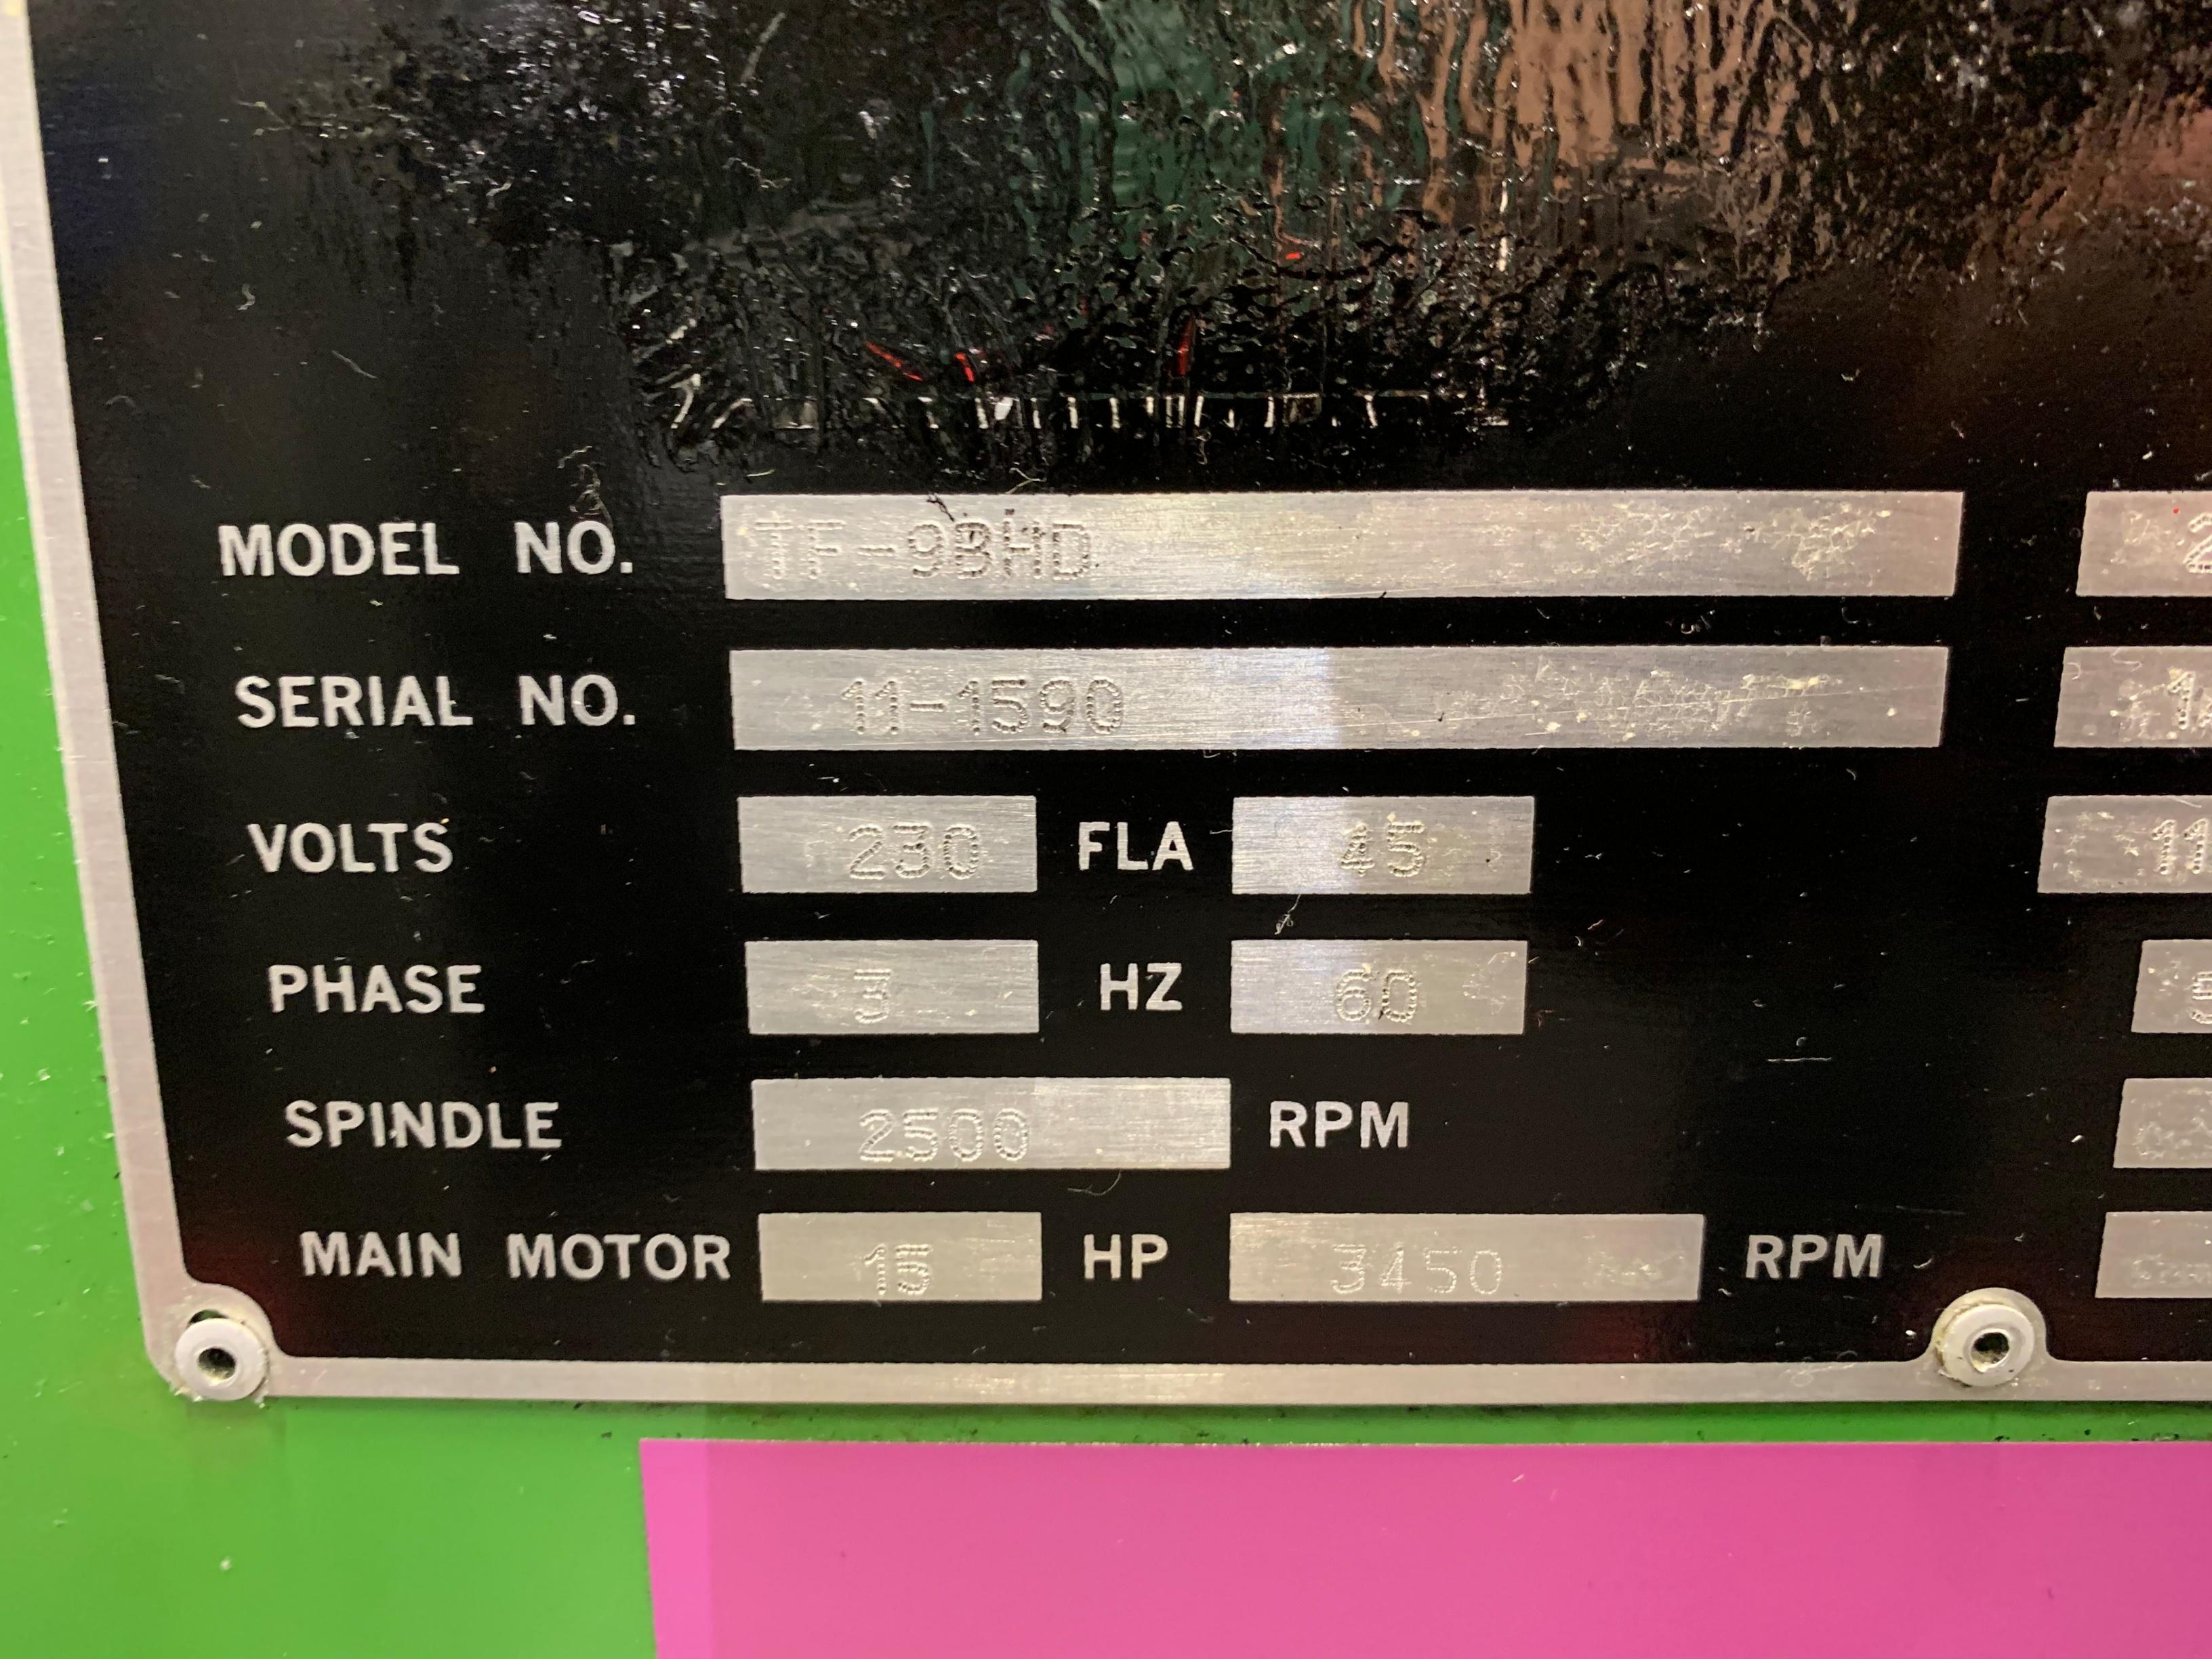 MODEL NO. TF-9BHD
SERIAL NO. 11-1590
VOLTS 230 FLA 45 11
PHASE 3 HZ 60
SPINDLE 2500 RPM
MAIN MOTOR 15 HP 3450 RPM